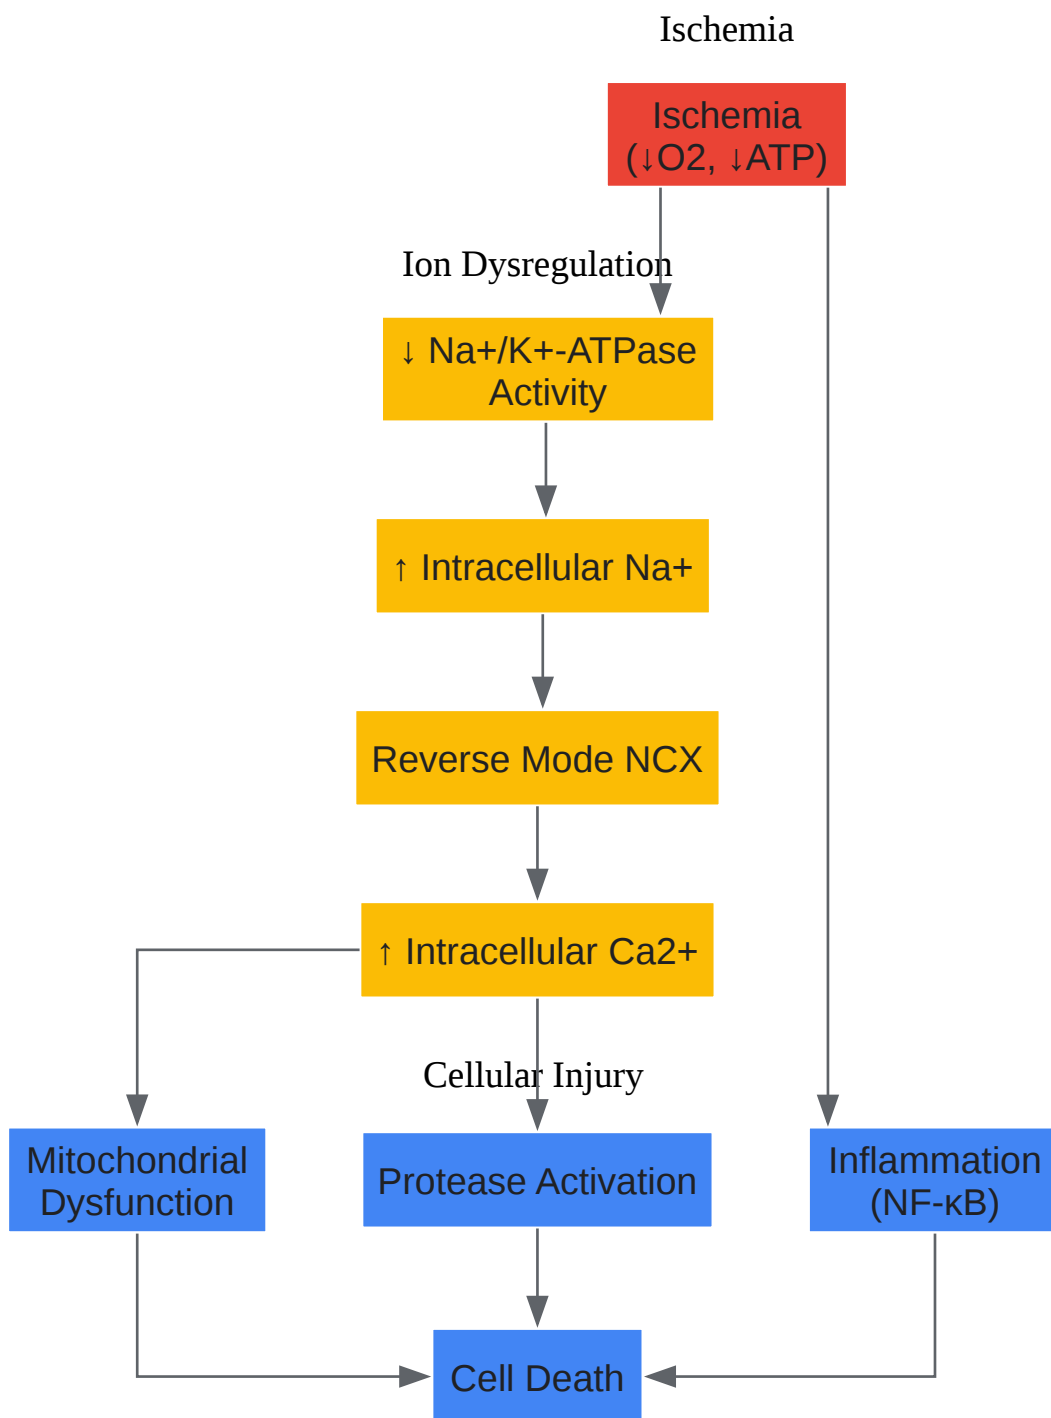 Ischemia
Ischemia
(↓O2, ↓ATP)
Ion Dysregulation
↓ Na+/K+-ATPase
Activity
↑ Intracellular Na+
Reverse Mode NCX
↑ Intracellular Ca2+
Cellular Injury
Mitochondrial
Dysfunction
Protease Activation
Inflammation
(NF-κB)
Cell Death